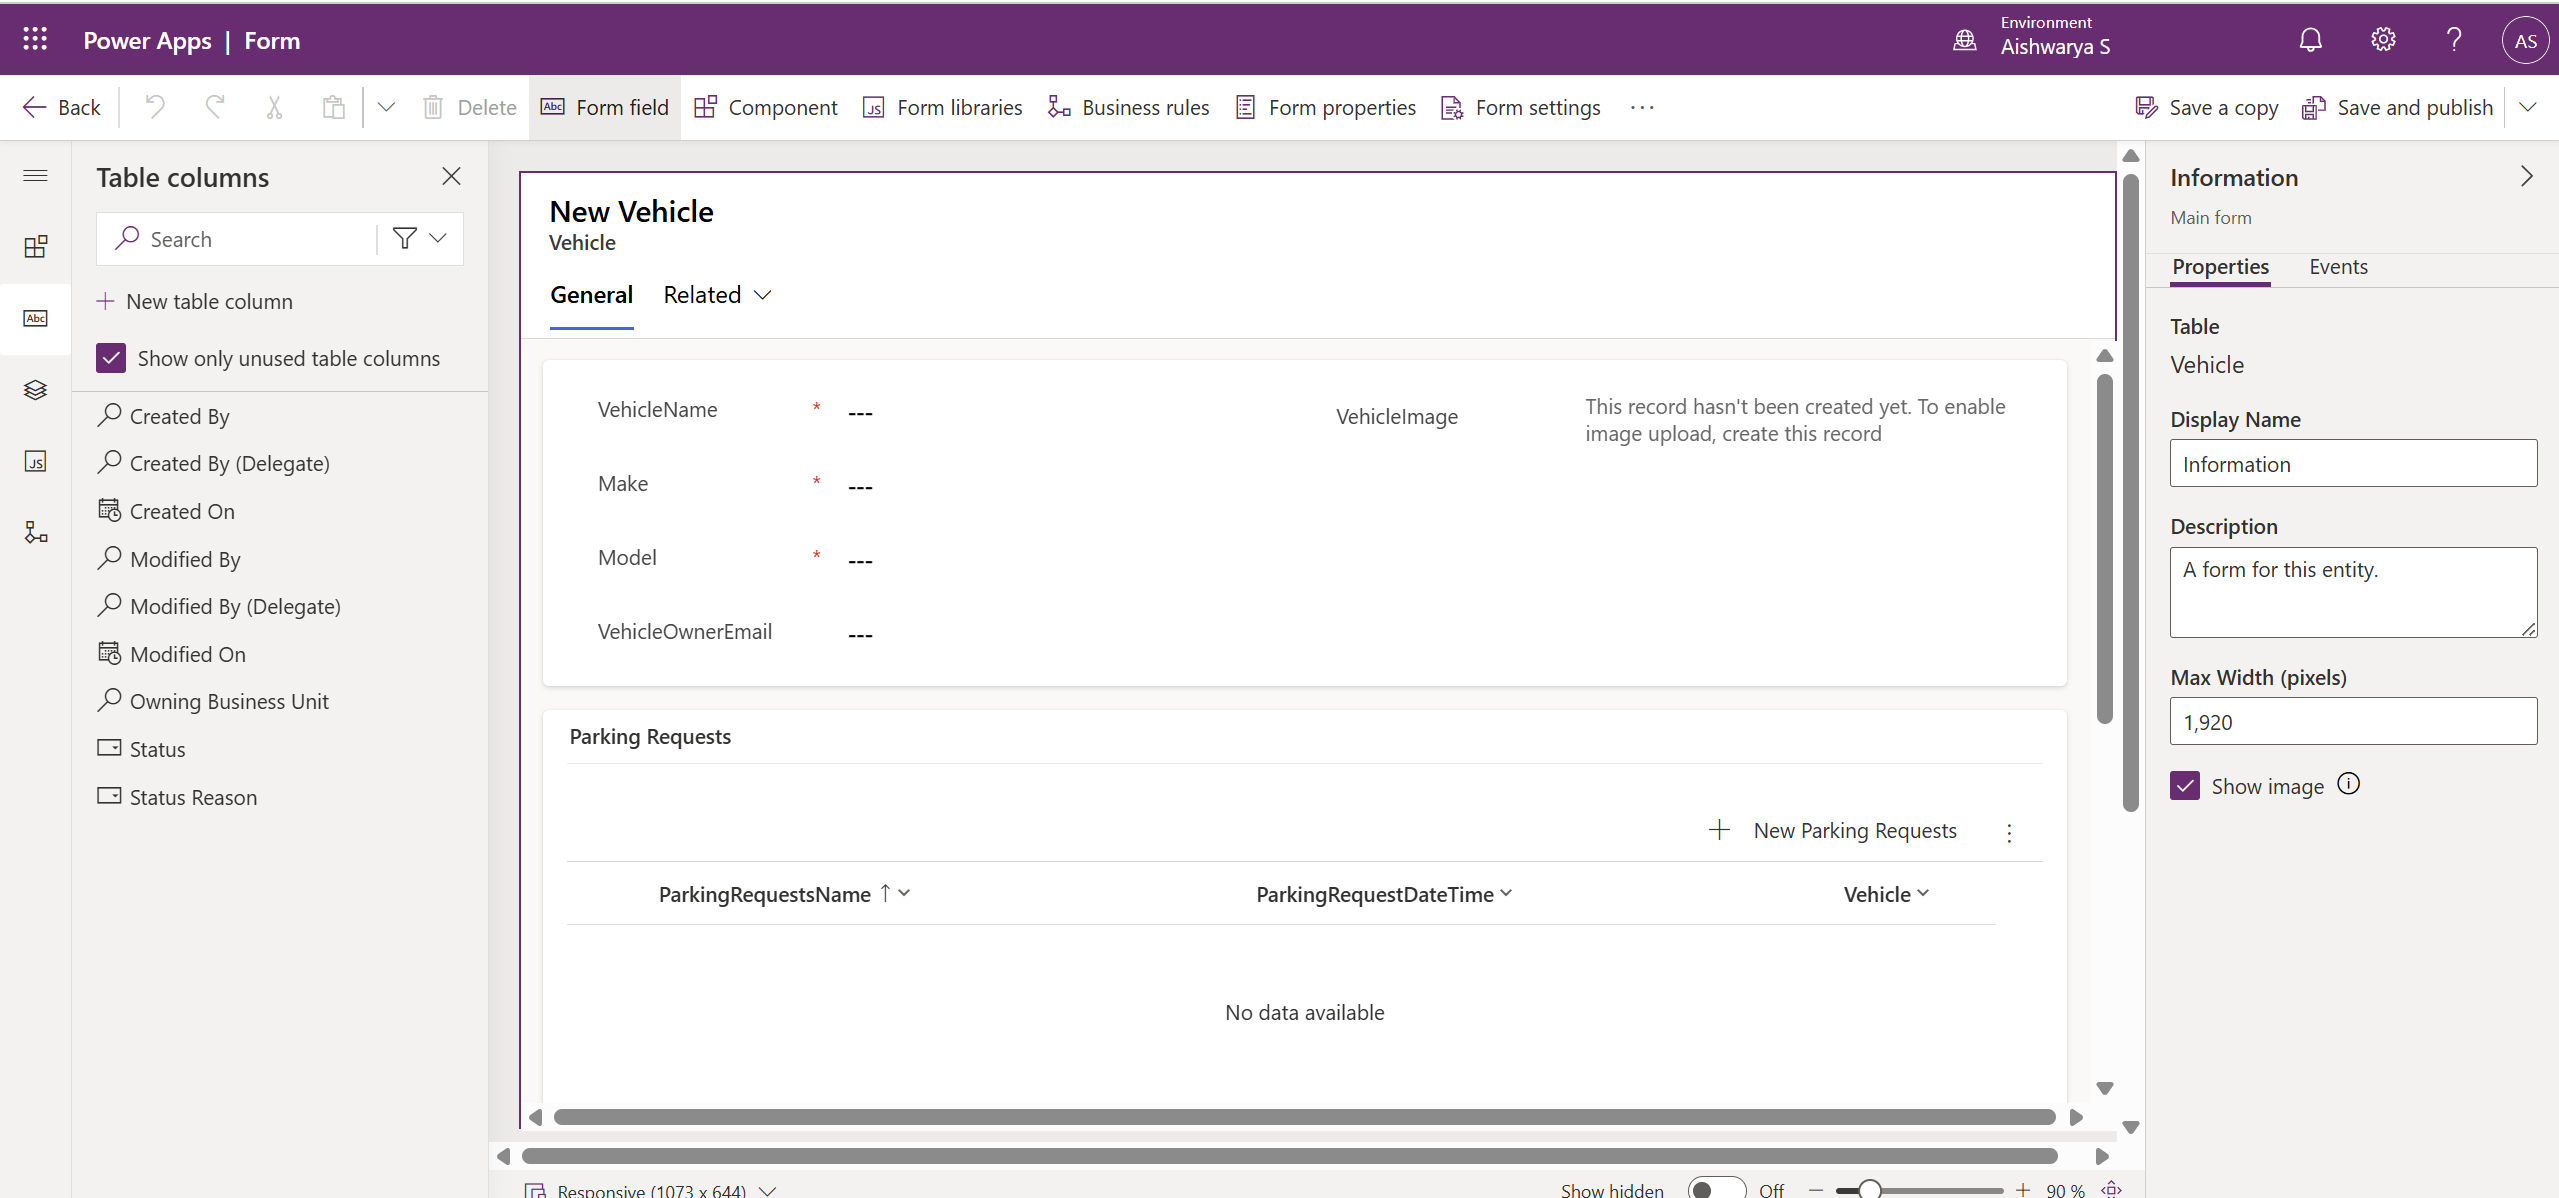 Power Apps | Form
Environment
Aishwarya S
AS
Back
Delete
Abc Form field
Component
JS Form libraries
Business rules
Form properties
Form settings
...
Save a copy
Save and publish
Table columns
Search
New table column
Abc
Show only unused table columns
JS
Created By
Created By (Delegate)
Created On
Modified By
Modified By (Delegate)
Modified On
Owning Business Unit
Status
Status Reason
New Vehicle
Vehicle
General Related
VehicleName * ---
Make * ---
Model * ---
VehicleOwnerEmail ---
VehicleImage
This record hasn't been created yet. To enable
image upload, create this record
Parking Requests
+ New Parking Requests
ParkingRequestsName ParkingRequestDateTime Vehicle
No data available
Responsive (1073 x 644)
Show hidden Off
90 %
Information
Main form
Properties Events
Table
Vehicle
Display Name
Information
Description
A form for this entity.
Max Width (pixels)
1,920
Show image